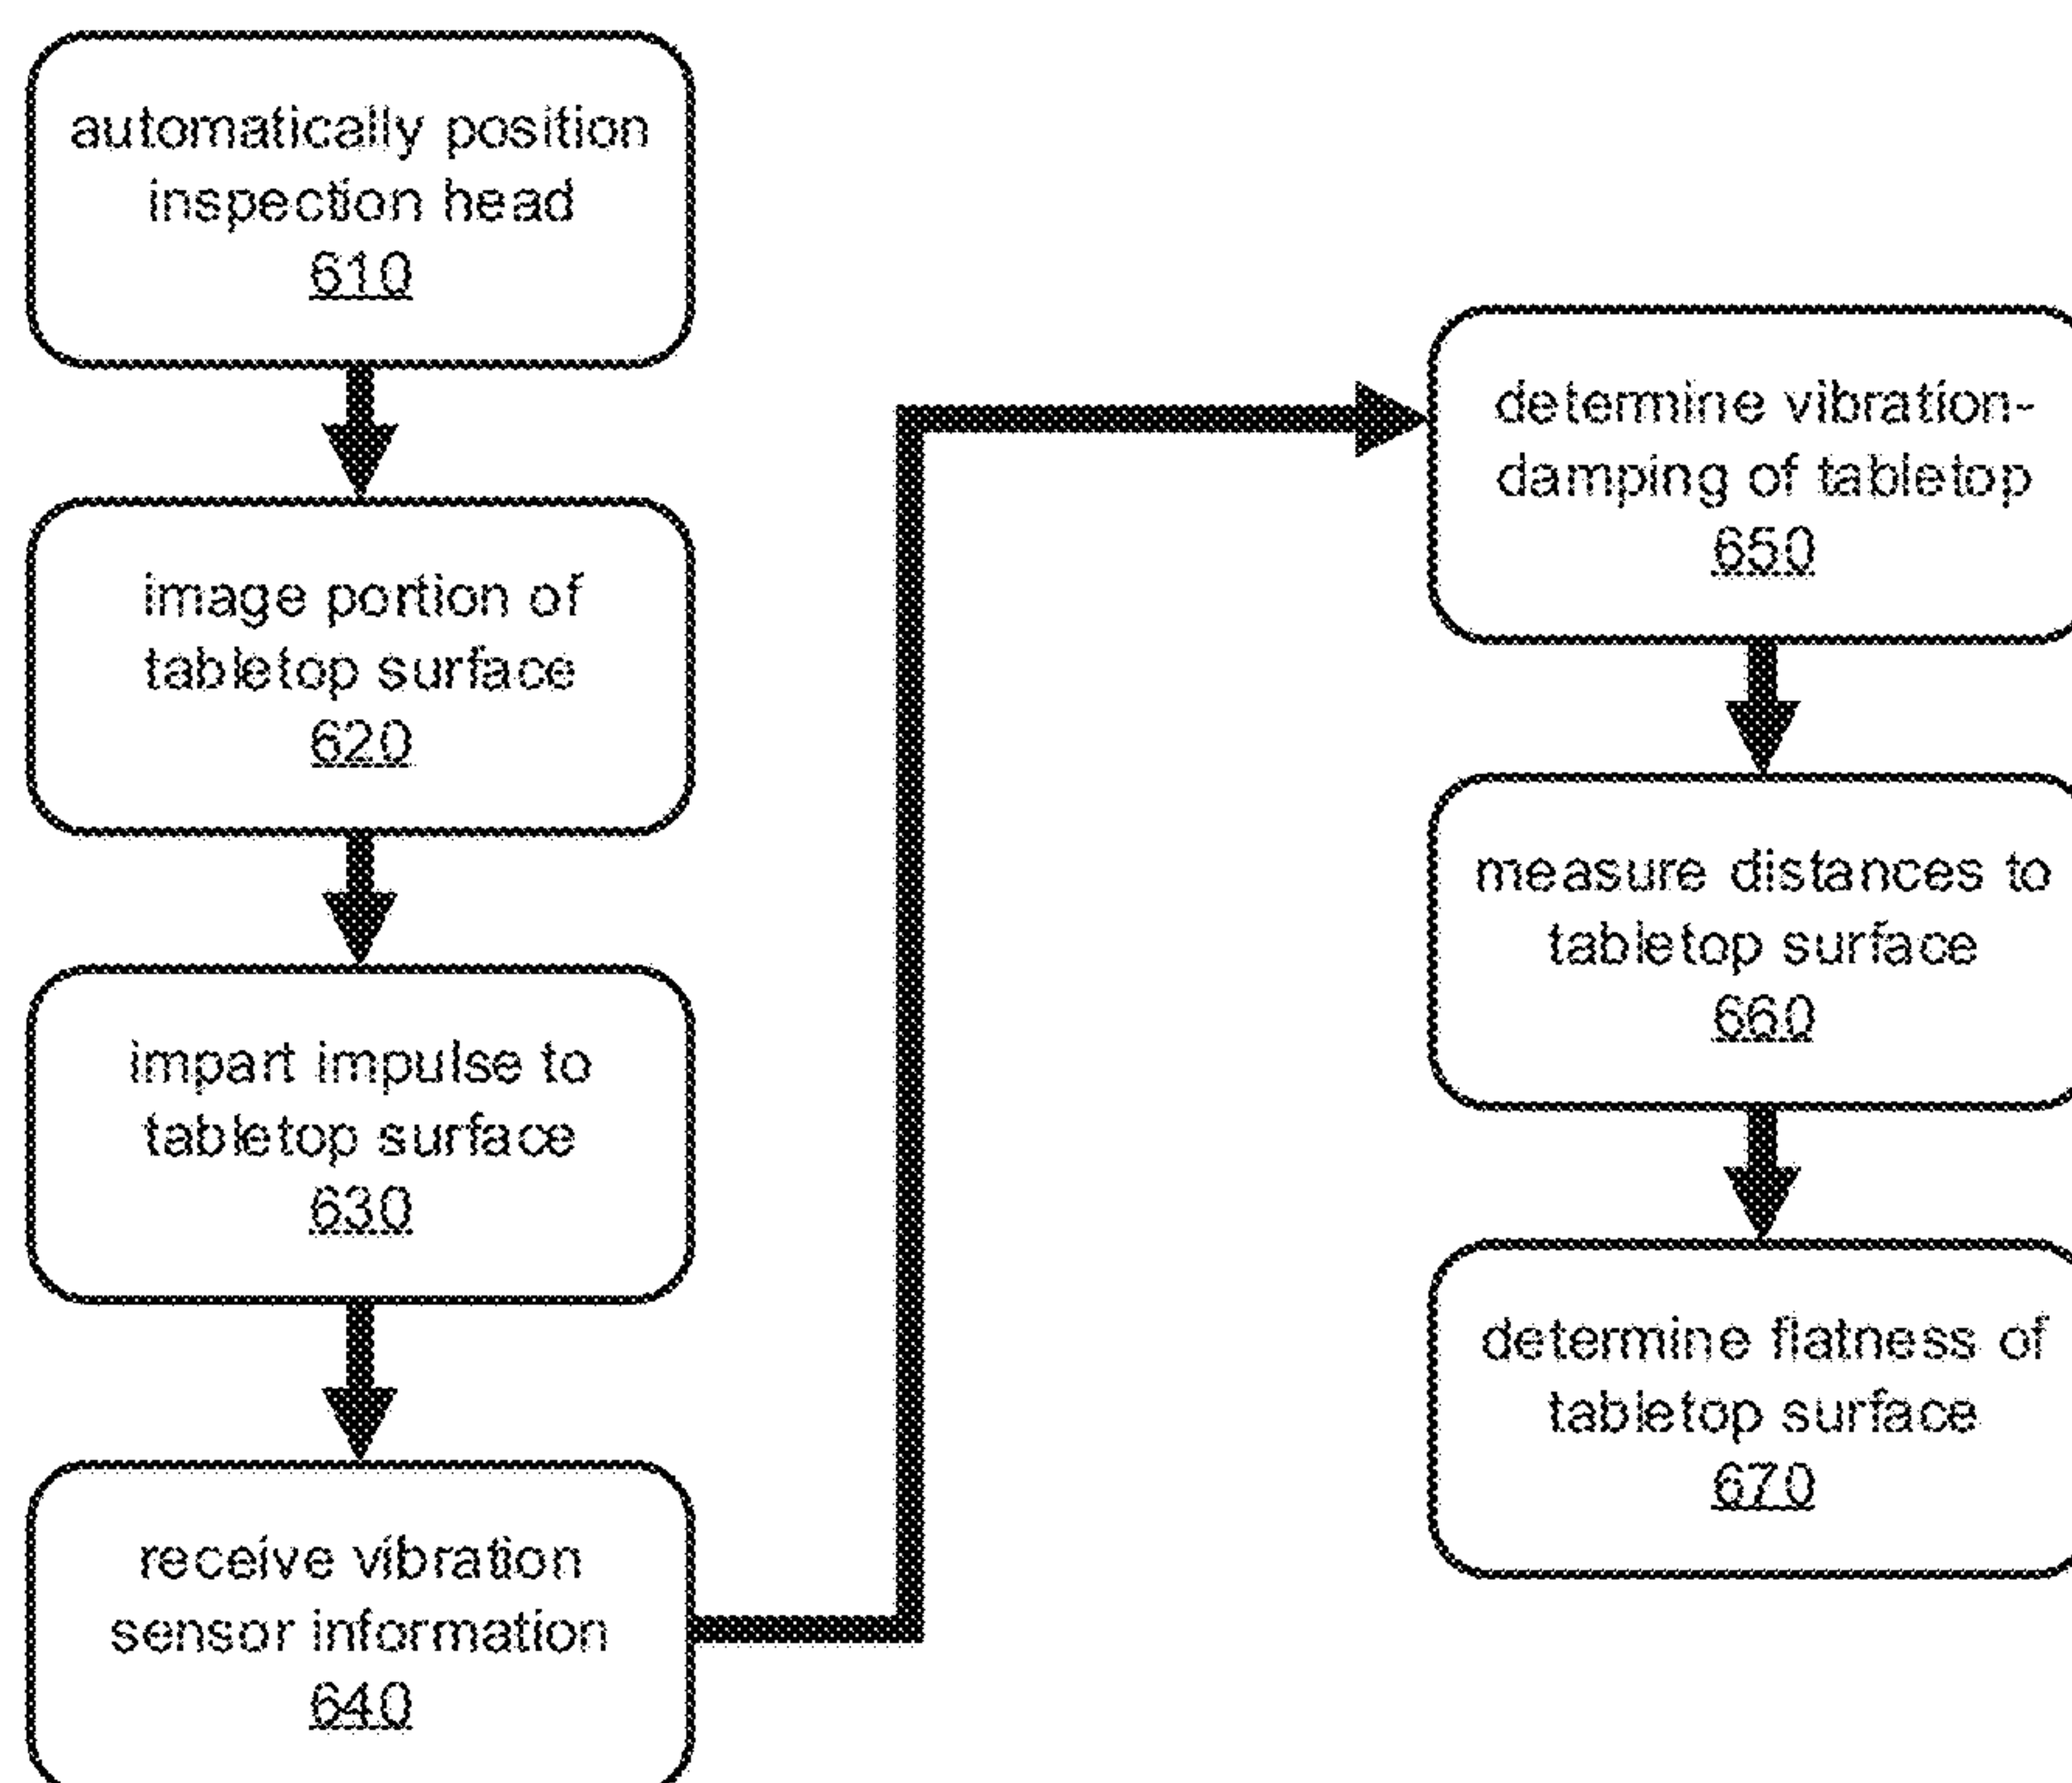 automatically position
inspection head
610
image portion of
tabletop surface
620
impart impulse to
tabletop surface
630
receive vibration
sensor information
640
determine vibration-
damping of tabletop
650
measure distances to
tabletop surface
660
determine flatness of
tabletop surface
670